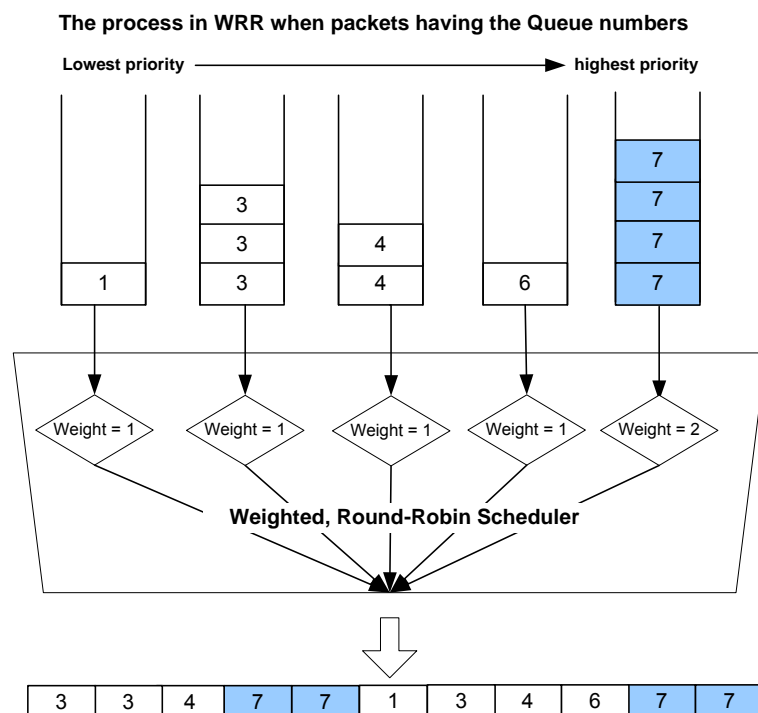 The process in WRR when packets having the Queue numbers
Lowest priority highest priority
7
3 7
3 4 7
1 3 4 6 7
Weight = 1 Weight = 1 Weight = 1 Weight = 1 Weight = 2
Weighted, Round-Robin Scheduler
3 3 4 7 7 1 3 4 6 7 7